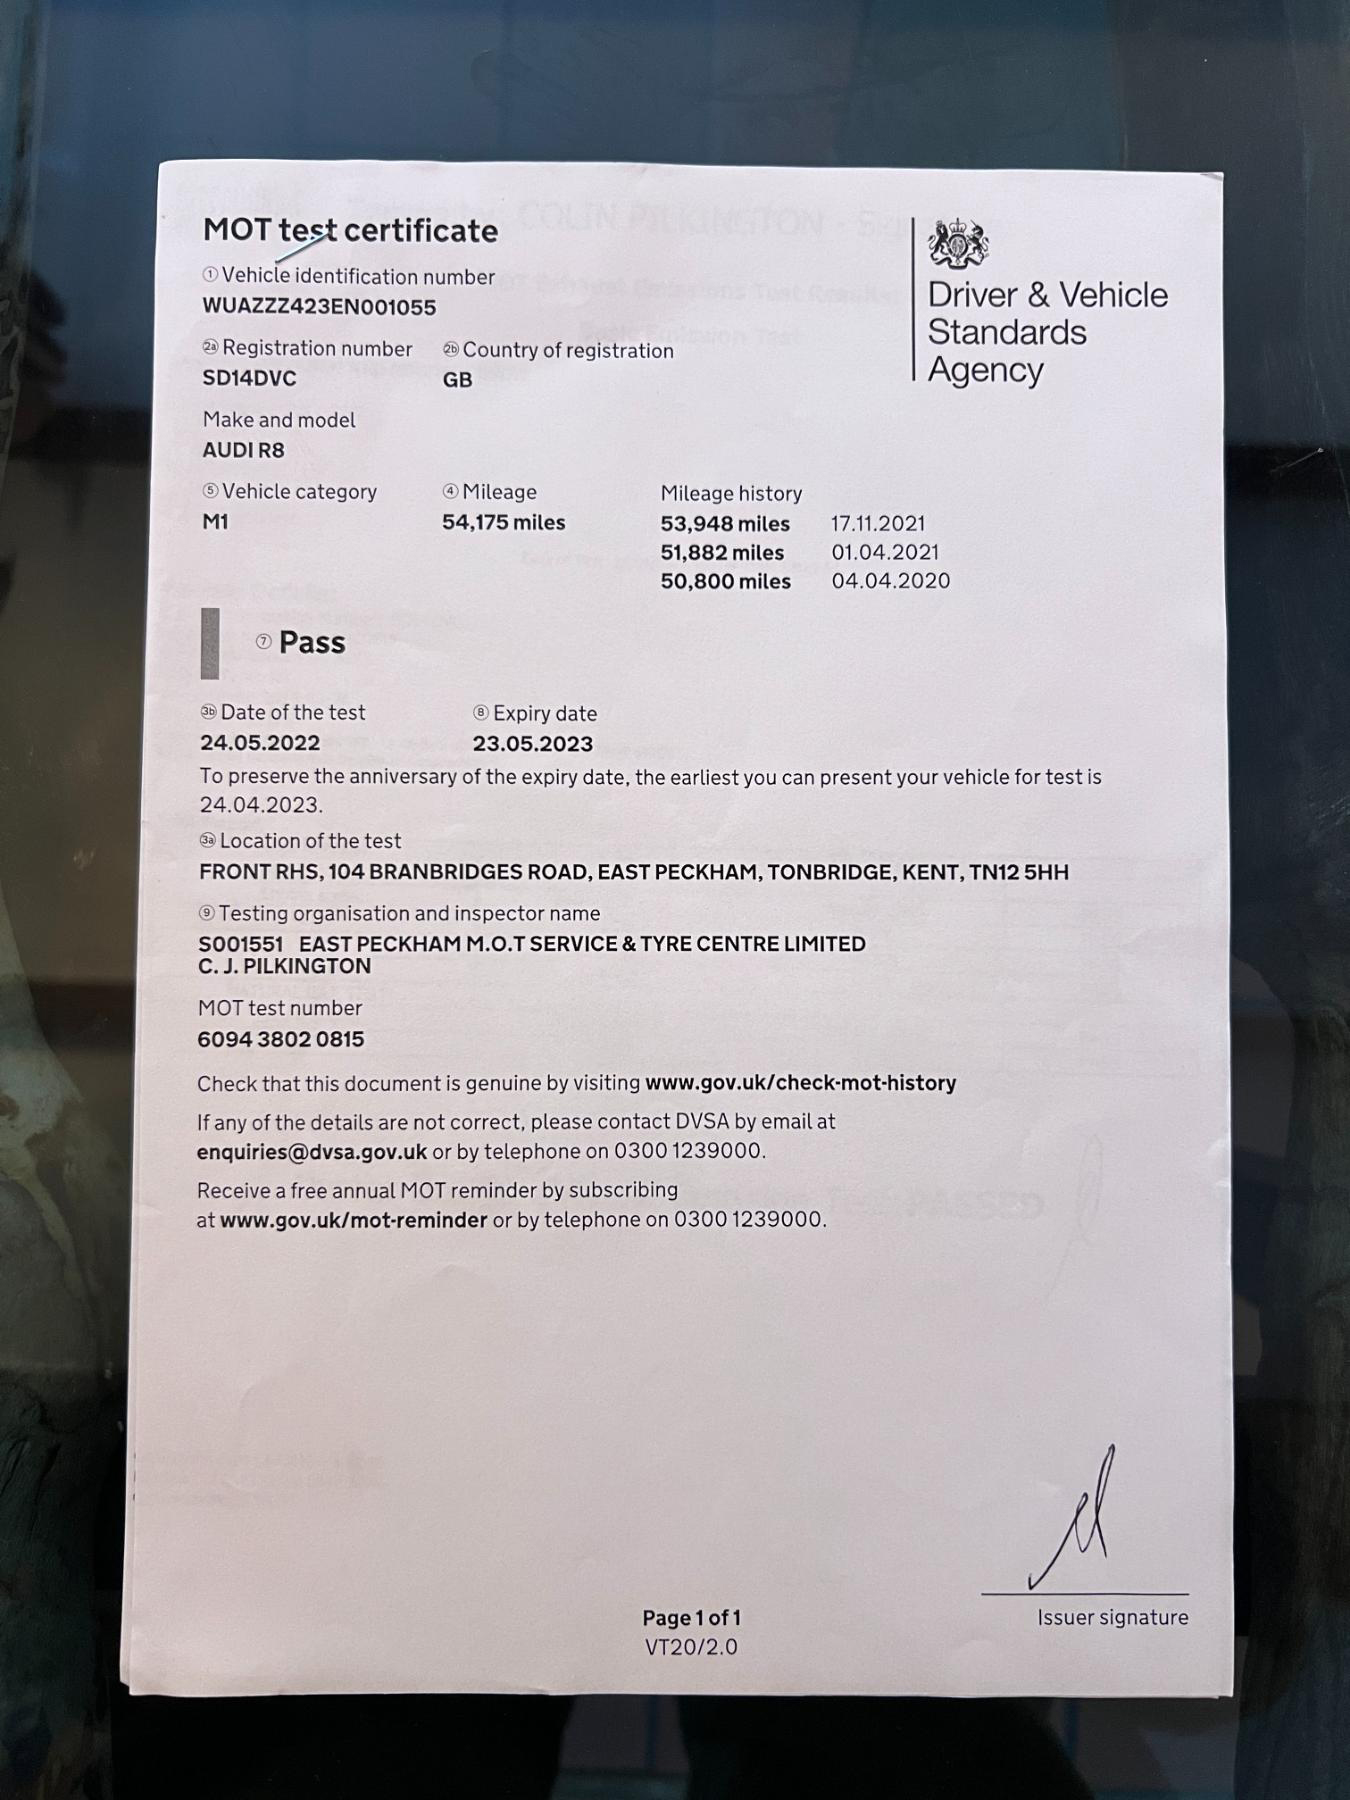 MOT test certificate
① Vehicle identification number
WUAZZZ423EN001055
2a Registration number 2b Country of registration
SD14DVC GB
Make and model
AUDI R8
⑤ Vehicle category ④ Mileage Mileage history
M1 54,175 miles 53,948 miles 17.11.2021
51,882 miles 01.04.2021
50,800 miles 04.04.2020
⑦ Pass
3b Date of the test ⑧ Expiry date
24.05.2022 23.05.2023
To preserve the anniversary of the expiry date, the earliest you can present your vehicle for test is
24.04.2023.
3a Location of the test
FRONT RHS, 104 BRANBRIDGES ROAD, EAST PECKHAM, TONBRIDGE, KENT, TN12 5HH
⑨ Testing organisation and inspector name
S001551 EAST PECKHAM M.O.T SERVICE & TYRE CENTRE LIMITED
C. J. PILKINGTON
MOT test number
6094 3802 0815
Check that this document is genuine by visiting www.gov.uk/check-mot-history
If any of the details are not correct, please contact DVSA by email at
enquiries@dvsa.gov.uk or by telephone on 0300 1239000.
Receive a free annual MOT reminder by subscribing
at www.gov.uk/mot-reminder or by telephone on 0300 1239000.
Driver & Vehicle
Standards
Agency
Issuer signature
Page 1 of 1
VT20/2.0